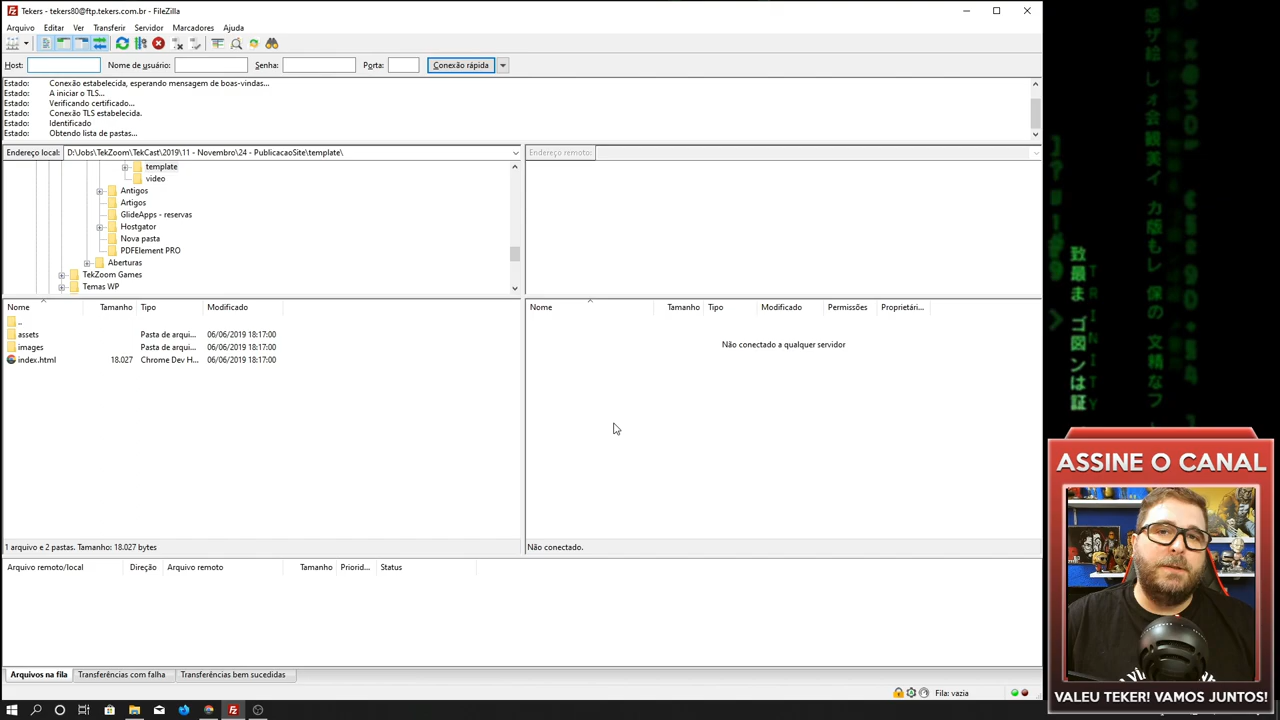 Tekers - tekers80@ftp.tekers.com.br - FileZilla
Arquivo Editar Ver Transferir Servidor Marcadores Ajuda
Host: Nome de usuário: Senha: Porta: Conexão rápida
Estado: Conexão estabelecida, esperando mensagem de boas-vindas...
Estado: A iniciar o TLS...
Estado: Verificando certificado...
Estado: Conexão TLS estabelecida.
Estado: Identificado
Estado: Obtendo lista de pastas...
Endereço local: D:\Jobs\TekZoom\TekCast\2019\11 - Novembro\24 - PublicacaoSite\template\
Endereço remoto:
template
video
Antigos
Artigos
GlideApps - reservas
Hostgator
Nova pasta
PDFElement PRO
Aberturas
TekZoom Games
Temas WP
Nome Tamanho Tipo Modificado
..
assets Pasta de arqui... 06/06/2019 18:17:00
images Pasta de arqui... 06/06/2019 18:17:00
index.html 18.027 Chrome Dev H... 06/06/2019 18:17:00
1 arquivo e 2 pastas. Tamanho: 18.027 bytes
Nome Tamanho Tipo Modificado Permissões Proprietári...
Não conectado a qualquer servidor
Não conectado.
Arquivo remoto/local Direção Arquivo remoto Tamanho Priorid... Status
Arquivos na fila Transferências com falha Transferências bem sucedidas
Fila: vazia
ASSINE O CANAL
VALEU TEKER! VAMOS JUNTOS!